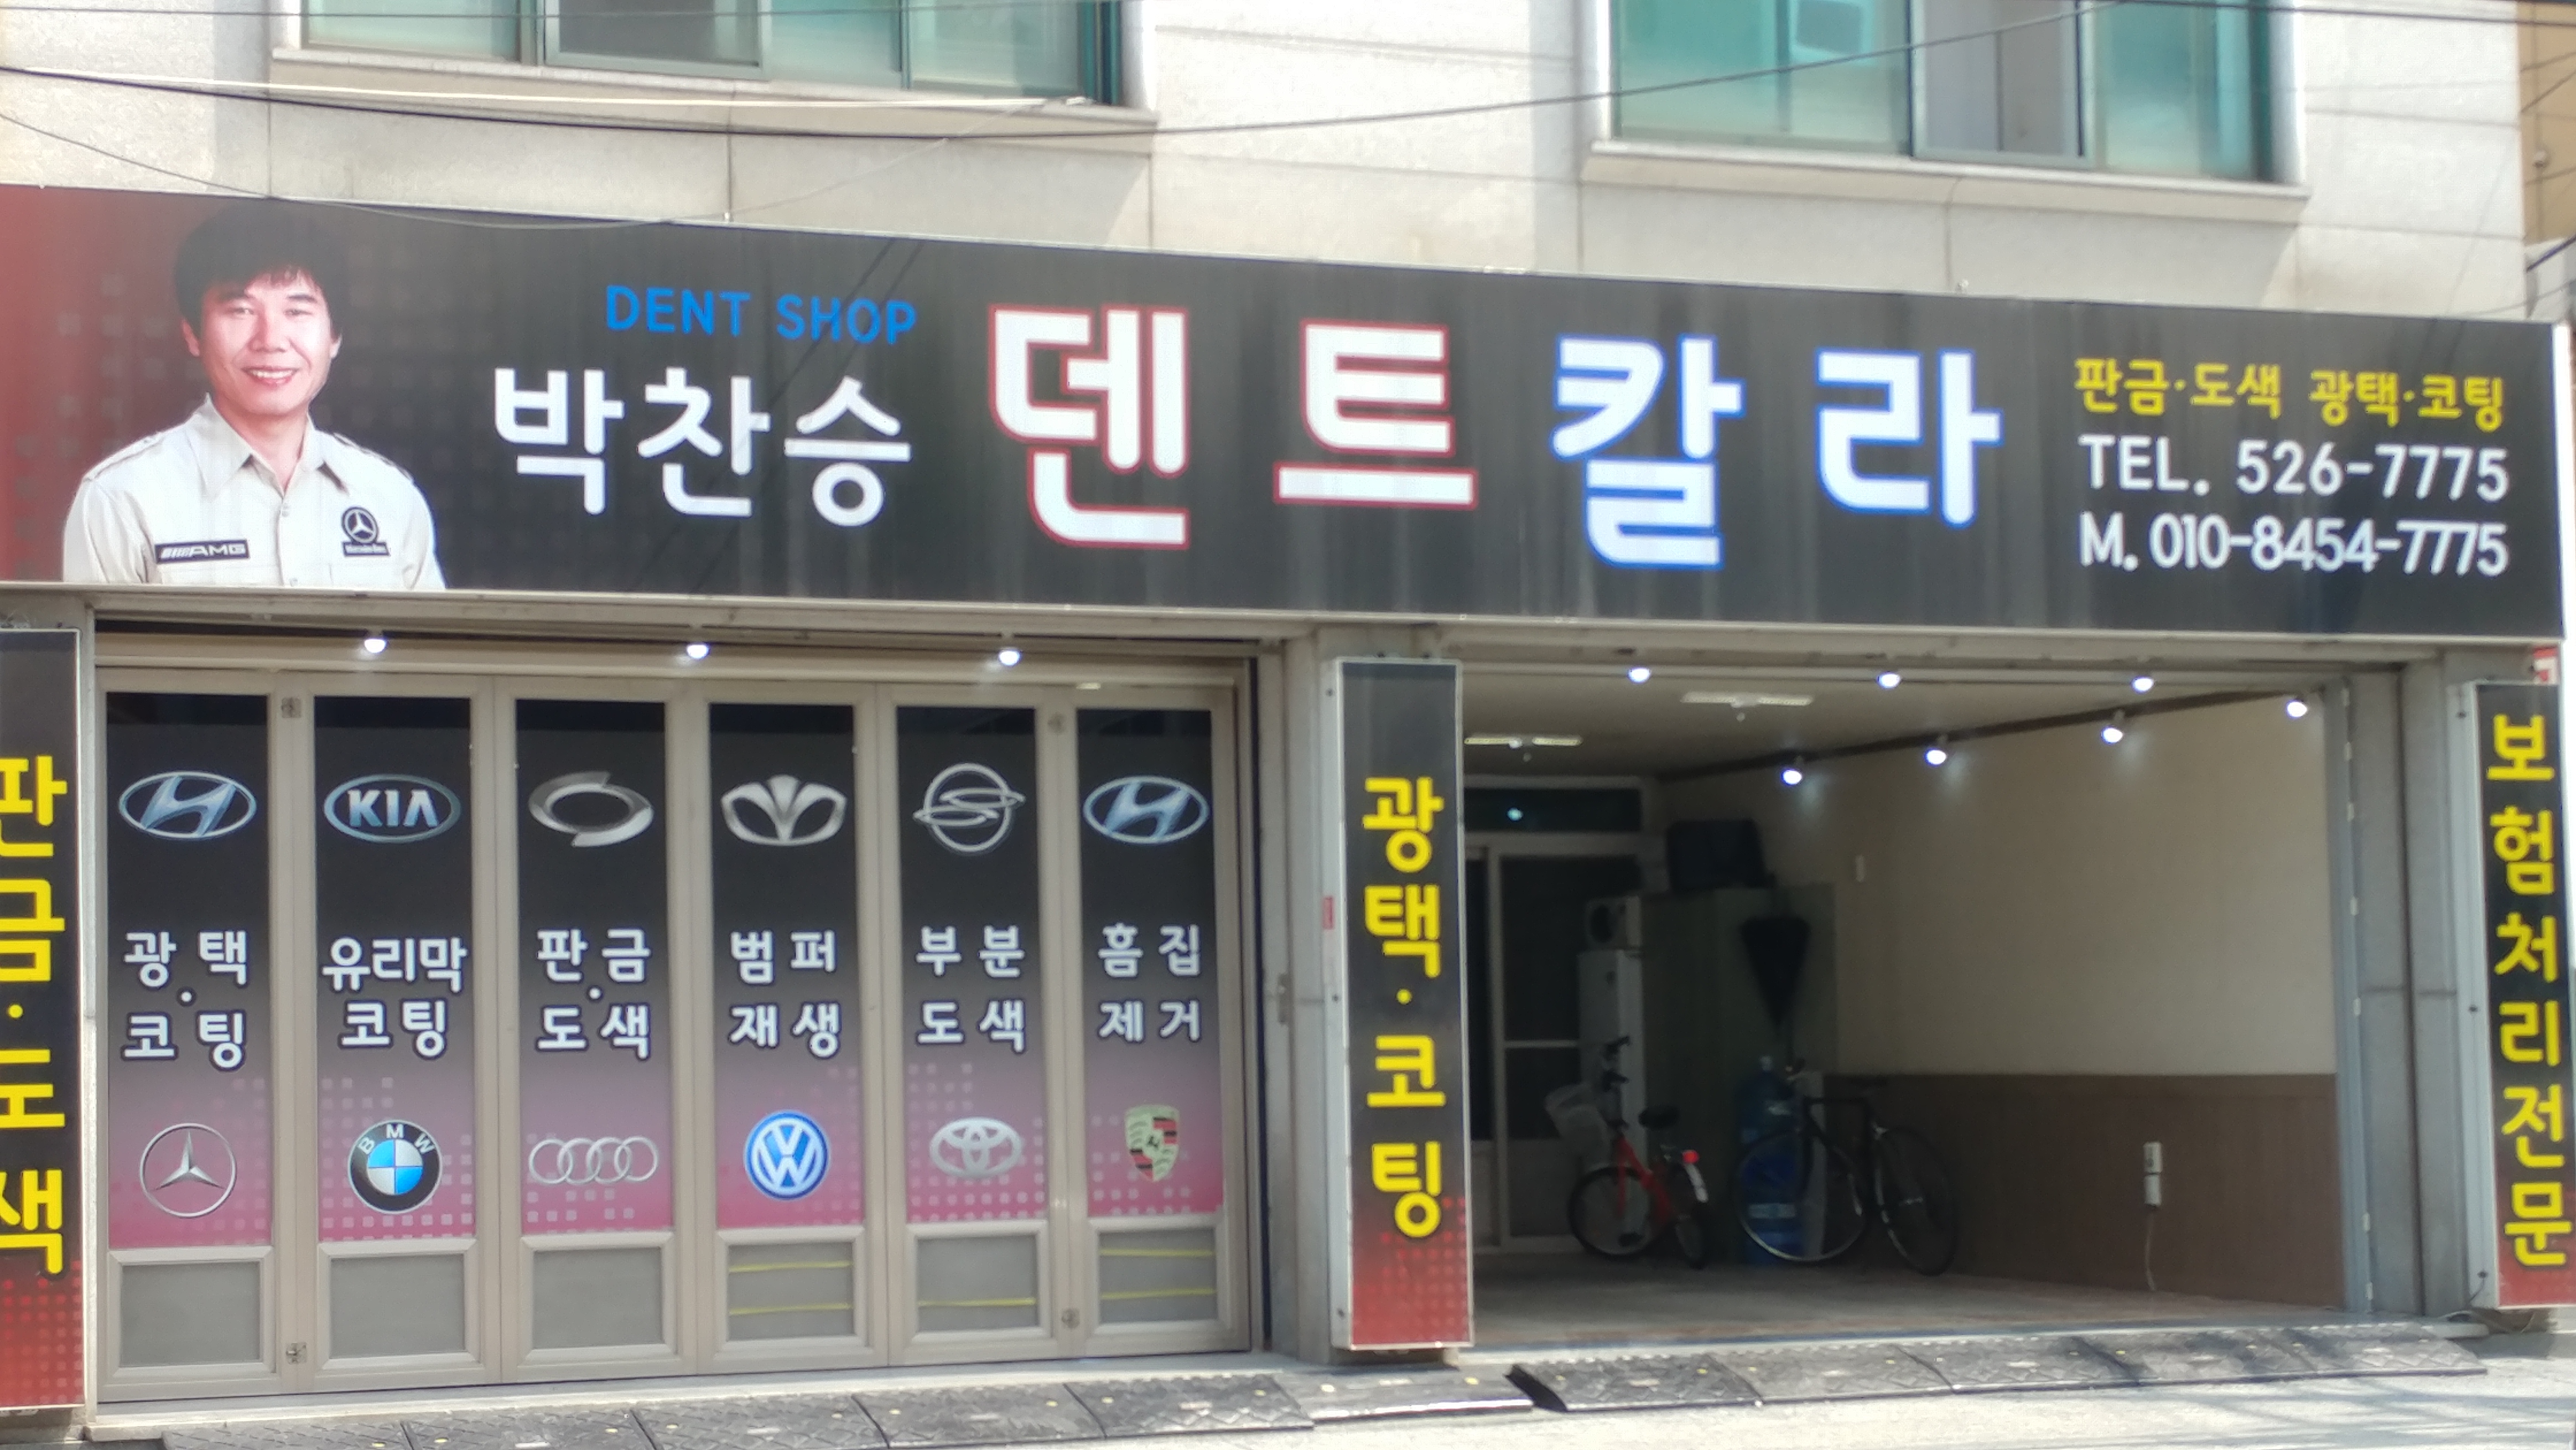 DENT SHOP
박찬승 덴트칼라
판금·도색 광택·코팅
TEL. 526-7775
M. 010-8454-7775
AMG
판금·도색
KIA
광택·코팅
유리막
코팅
판금·도색
범퍼
재생
부분
도색
흠집
제거
BMW
광택·코팅
보험처리전문